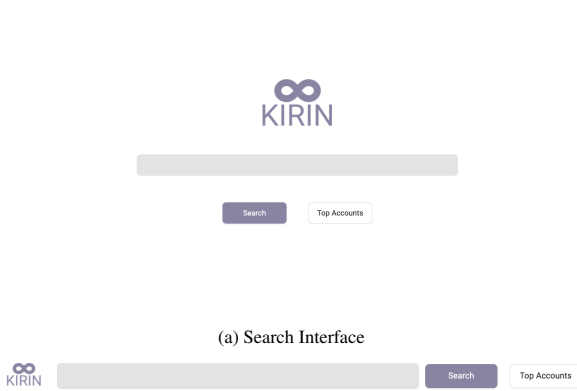 KIRIN
Search Top Accounts
(a) Search Interface
KIRIN Search Top Accounts